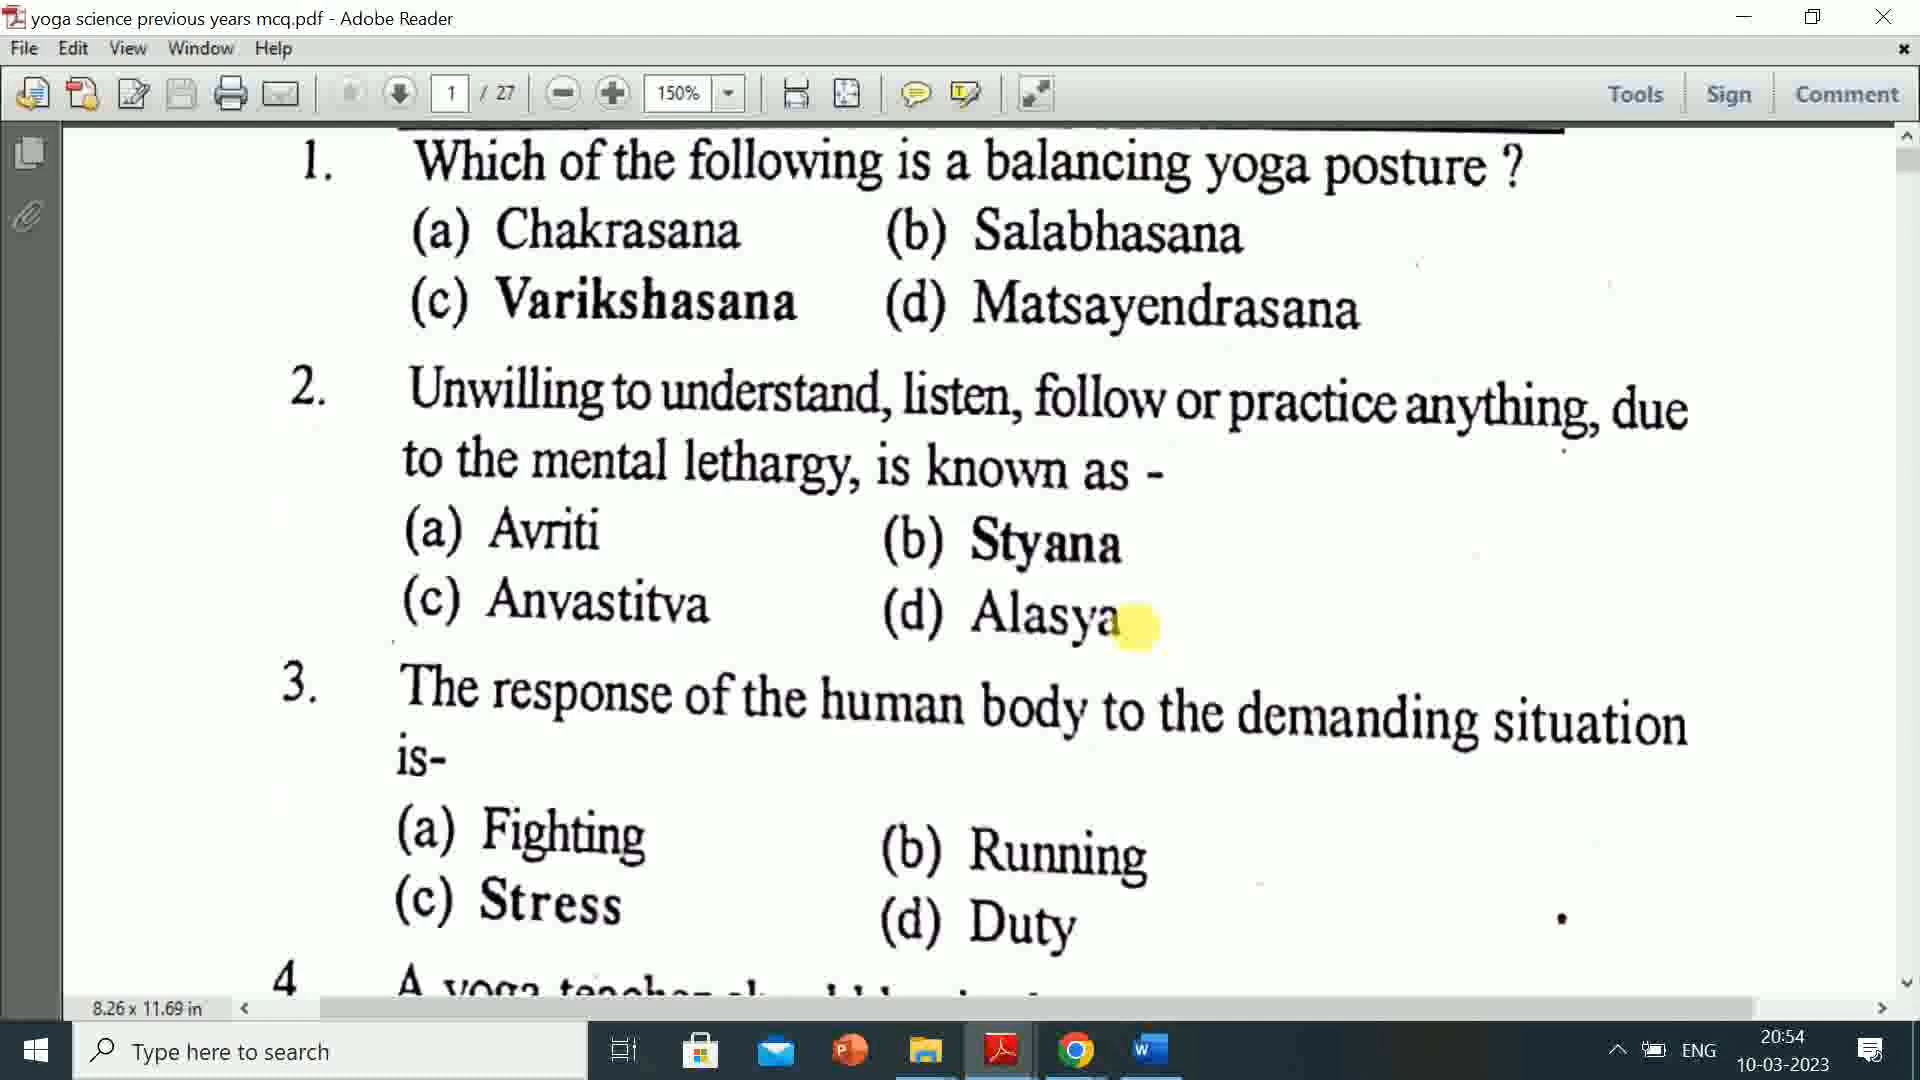 yoga science previous years mcq.pdf - Adobe Reader
File Edit View Window Help
1 / 27 150% Tools Sign Comment
1. Which of the following is a balancing yoga posture ?
(a) Chakrasana (b) Salabhasana
(c) Varikshasana (d) Matsayendrasana
2. Unwilling to understand, listen, follow or practice anything, due
to the mental lethargy, is known as -
(a) Avriti (b) Styana
(c) Anvastitva (d) Alasya
3. The response of the human body to the demanding situation
is-
(a) Fighting (b) Running
(c) Stress (d) Duty
4 A yoga teacher should
8.26 x 11.69 in
Type here to search
ENG
20:54
10-03-2023